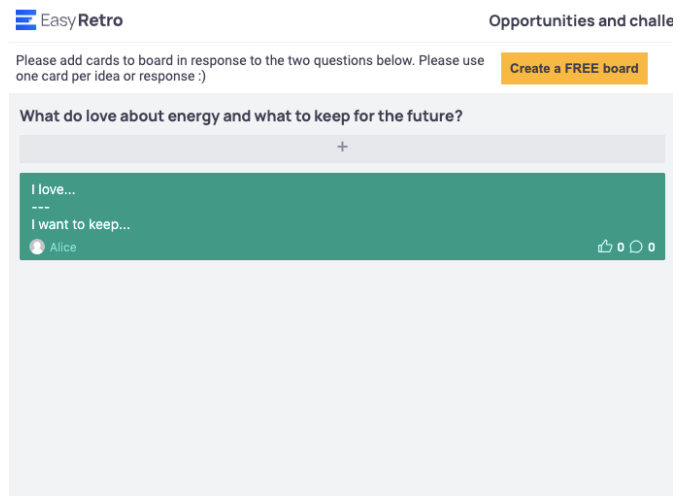 EasyRetro
Opportunities and challe
Please add cards to board in response to the two questions below. Please use
one card per idea or response :)
Create a FREE board
What do love about energy and what to keep for the future?
+
I love...
---
I want to keep...
Alice
0 0